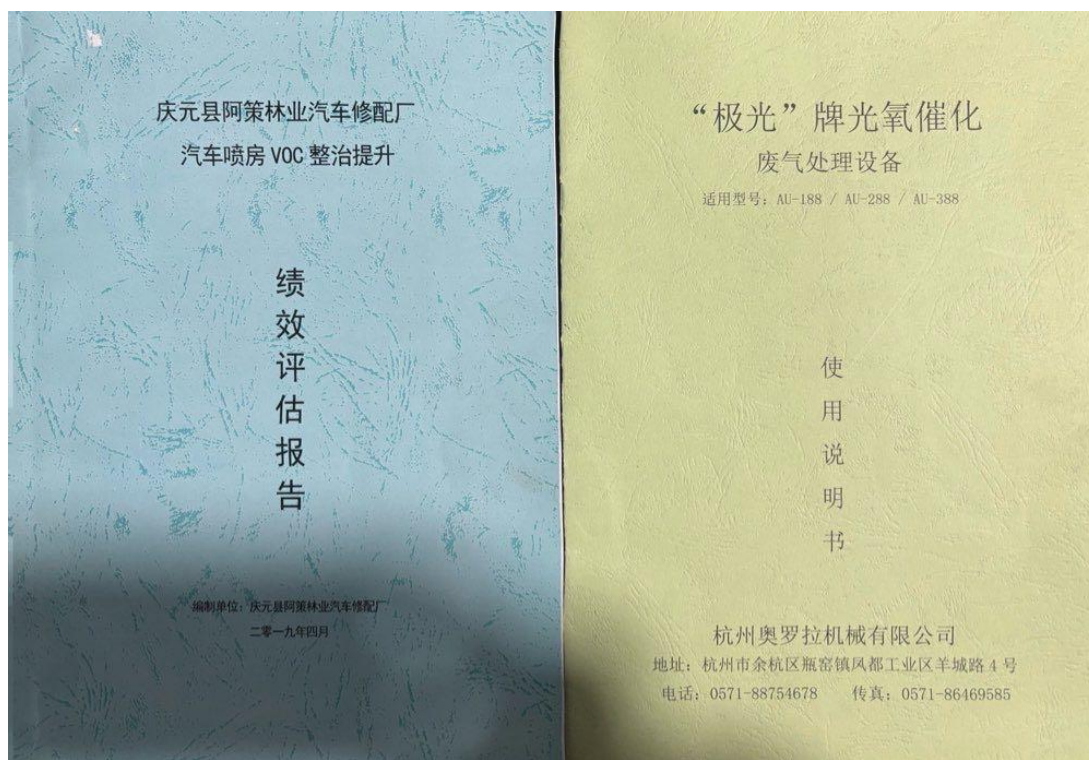 庆元县阿策林业汽车修配厂
汽车喷房 VOC 整治提升
绩
效
评
估
报
告
编制单位：庆元县阿策林业汽车修配厂
二零一九年四月
“极光”牌光氧催化
废气处理设备
适用型号：AU-188 / AU-288 / AU-388
使
用
说
明
书
杭州奥罗拉机械有限公司
地址：杭州市余杭区瓶窑镇凤都工业区羊城路 4 号
电话：0571-88754678 传真：0571-86469585